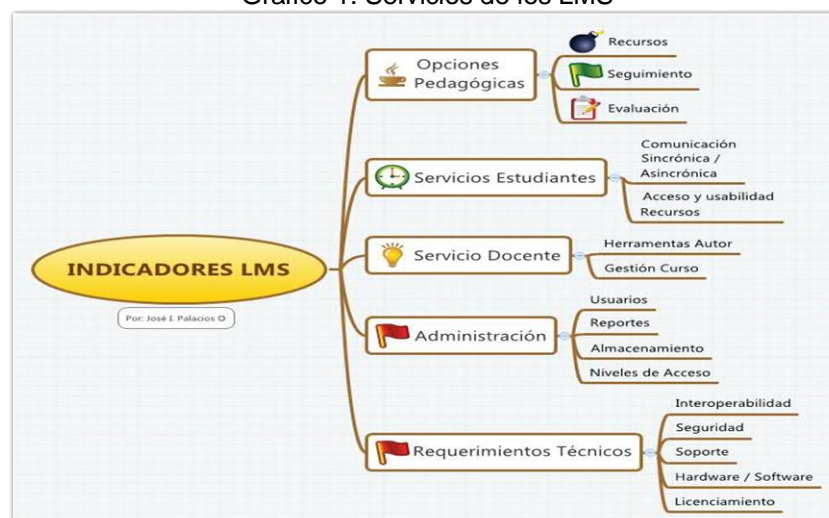 Gráfico 1. Servicios de los LMS
INDICADORES LMS
Por: José I. Palacios O
Opciones
Pedagógicas
Recursos
Seguimiento
Evaluación
Servicios Estudiantes
Comunicación
Sincrónica /
Asincrónica
Acceso y usabilidad
Recursos
Servicio Docente
Herramentas Autor
Gestión Curso
Administración
Usuarios
Reportes
Almacenamiento
Niveles de Acceso
Requerimientos Técnicos
Interoperabilidad
Seguridad
Soporte
Hardware / Software
Licenciamiento